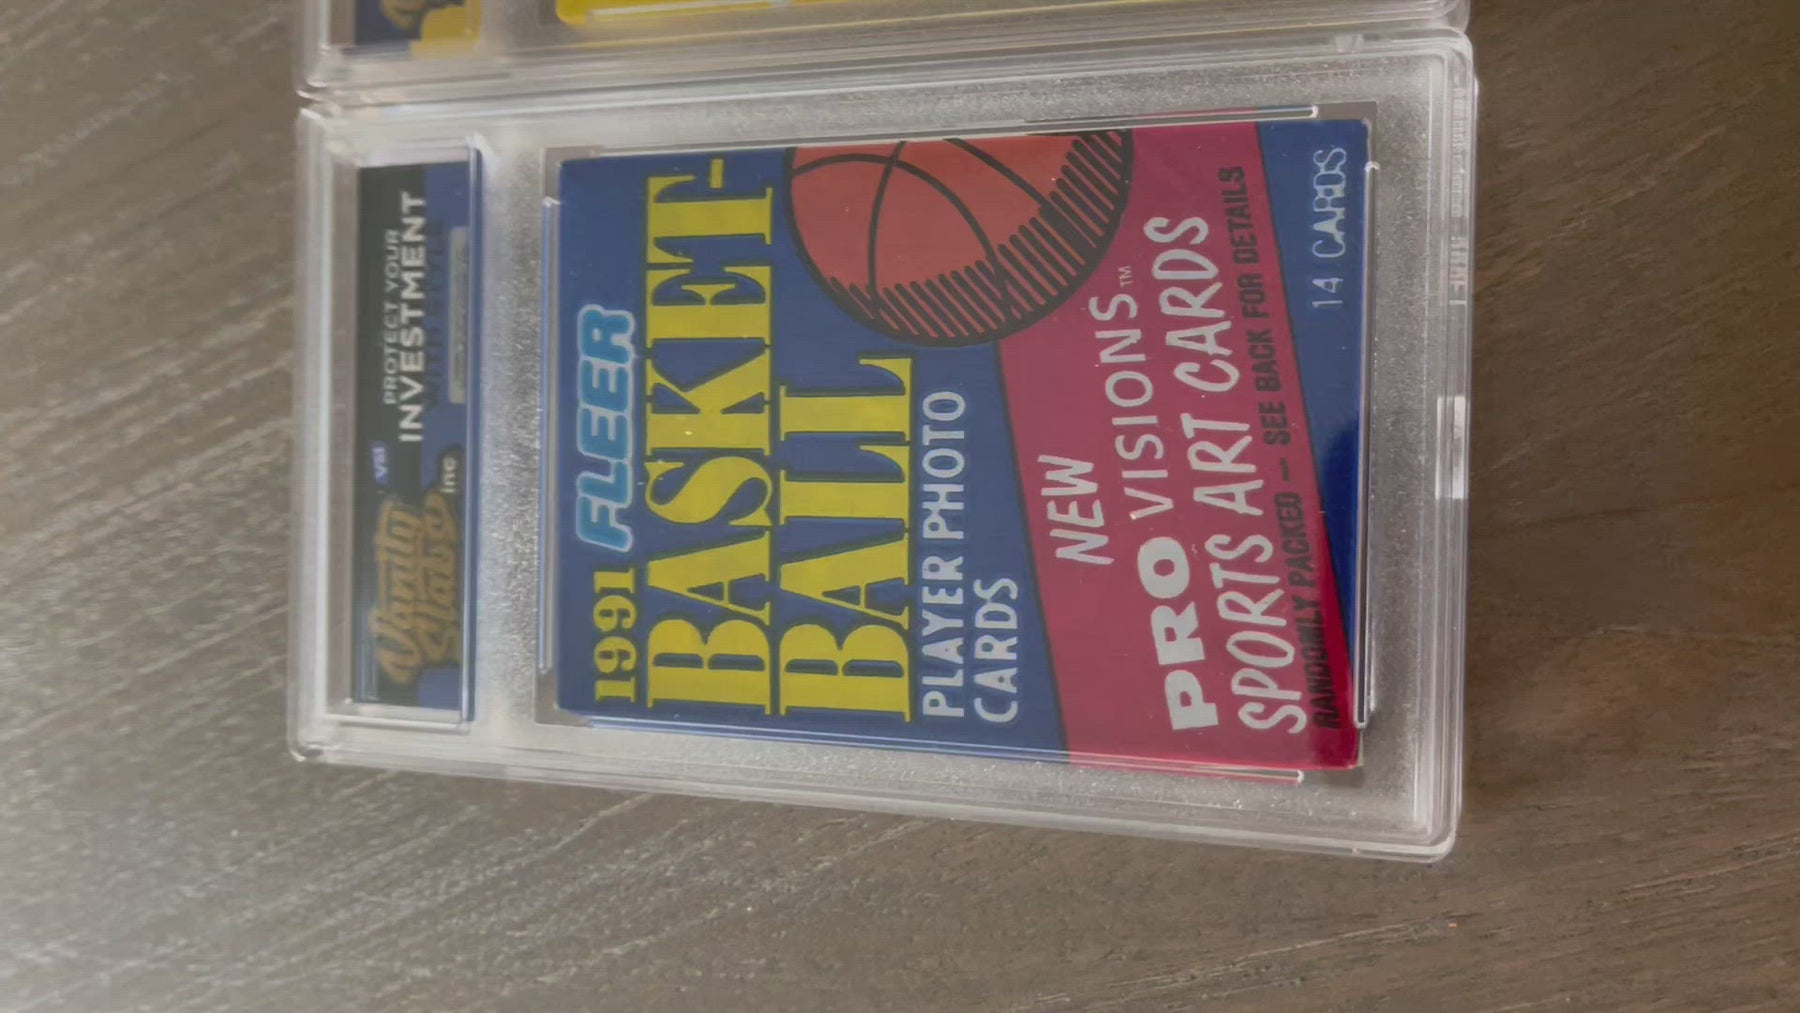 PROTECT YOUR
INVESTMENT
Vanity
Slabs
inc
1991 FLEER
BASKET-
BALL
PLAYER PHOTO
CARDS
NEW
PRO VISIONS™
SPORTS ART CARDS
RANDOMLY PACKED — SEE BACK FOR DETAILS
14 CARDS